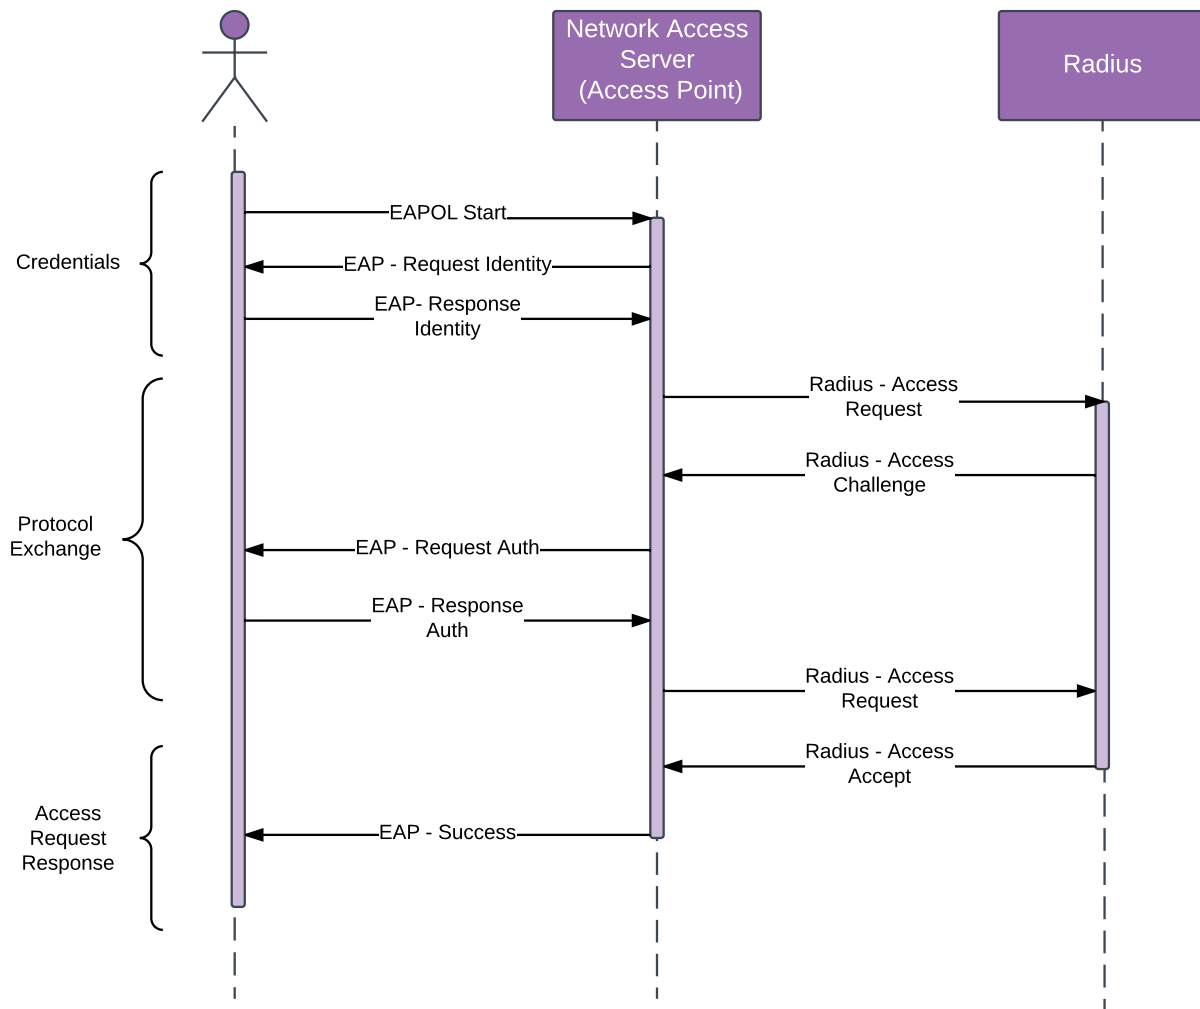 Network Access
Server
(Access Point)
Radius
Credentials
EAPOL Start
EAP - Request Identity
EAP- Response
Identity
Protocol
Exchange
Radius - Access
Request
Radius - Access
Challenge
EAP - Request Auth
EAP - Response
Auth
Radius - Access
Request
Access
Request
Response
Radius - Access
Accept
EAP - Success